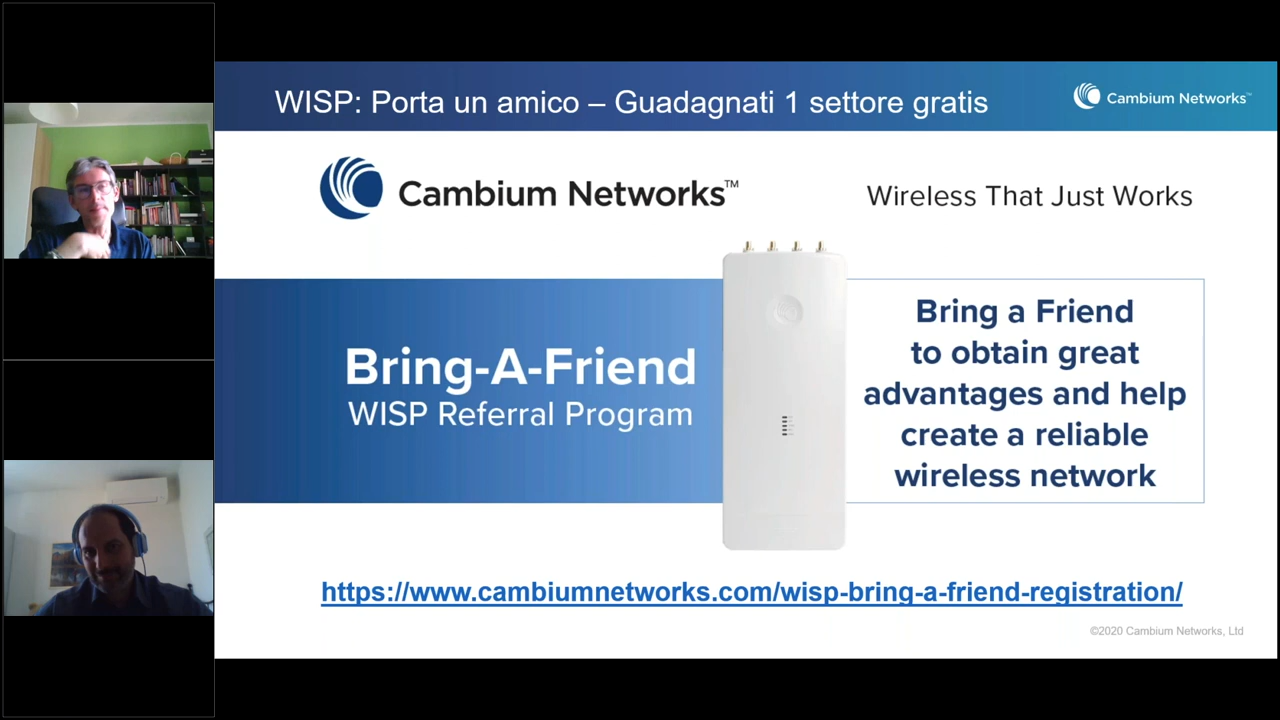 WISP: Porta un amico – Guadagnati 1 settore gratis
Cambium Networks™
Cambium Networks™
Wireless That Just Works
Bring-A-Friend
WISP Referral Program
Bring a Friend
to obtain great
advantages and help
create a reliable
wireless network
https://www.cambiumnetworks.com/wisp-bring-a-friend-registration/
©2020 Cambium Networks, Ltd